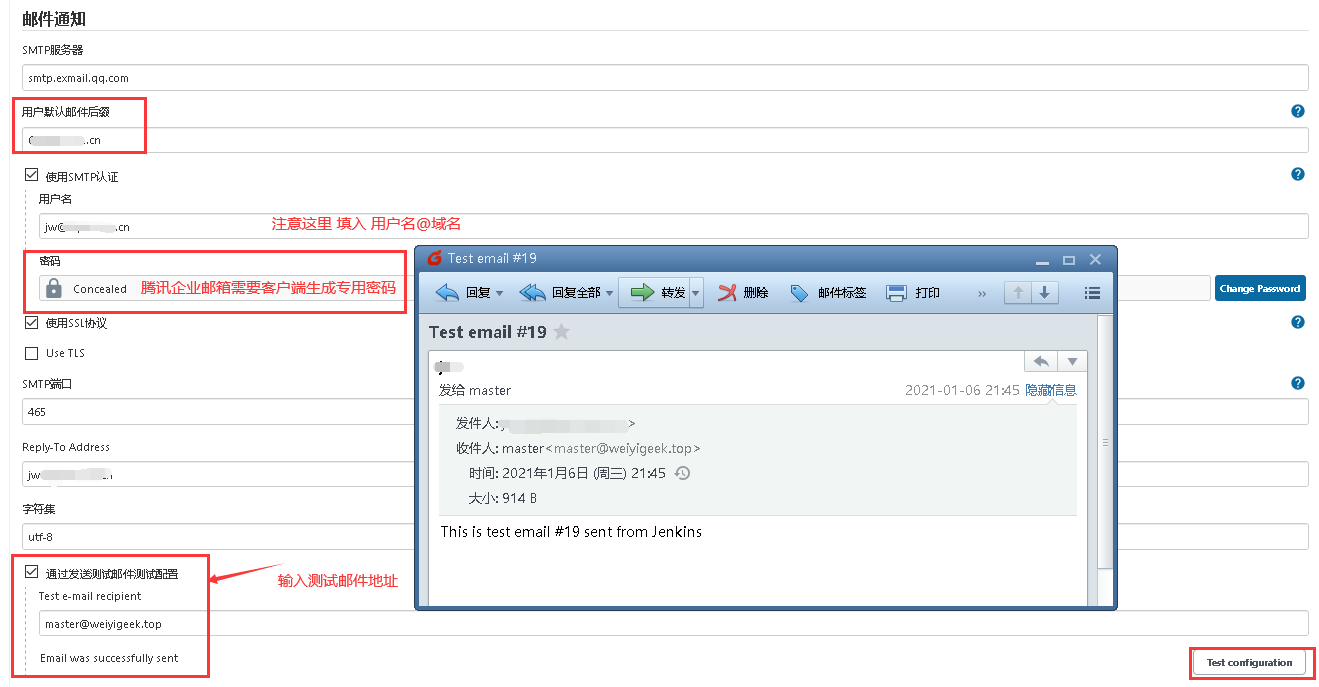 邮件通知
SMTP服务器
smtp.exmail.qq.com
用户默认邮件后缀
.cn
使用SMTP认证
用户名
jw@ .cn
注意这里 填入 用户名@域名
密码
Concealed
腾讯企业邮箱需要客户端生成专用密码
Change Password
使用SSL协议
Use TLS
SMTP端口
465
Reply-To Address
jw
字符集
utf-8
通过发送测试邮件测试配置
Test e-mail recipient
输入测试邮件地址
master@weiyigeek.top
Email was successfully sent
Test configuration
Test email #19
回复
回复全部
转发
删除
邮件标签
打印
Test email #19
发给 master
2021-01-06 21:45 隐藏信息
发件人: >
收件人: master<master@weiyigeek.top>
时间: 2021年1月6日 (周三) 21:45
大小: 914 B
This is test email #19 sent from Jenkins